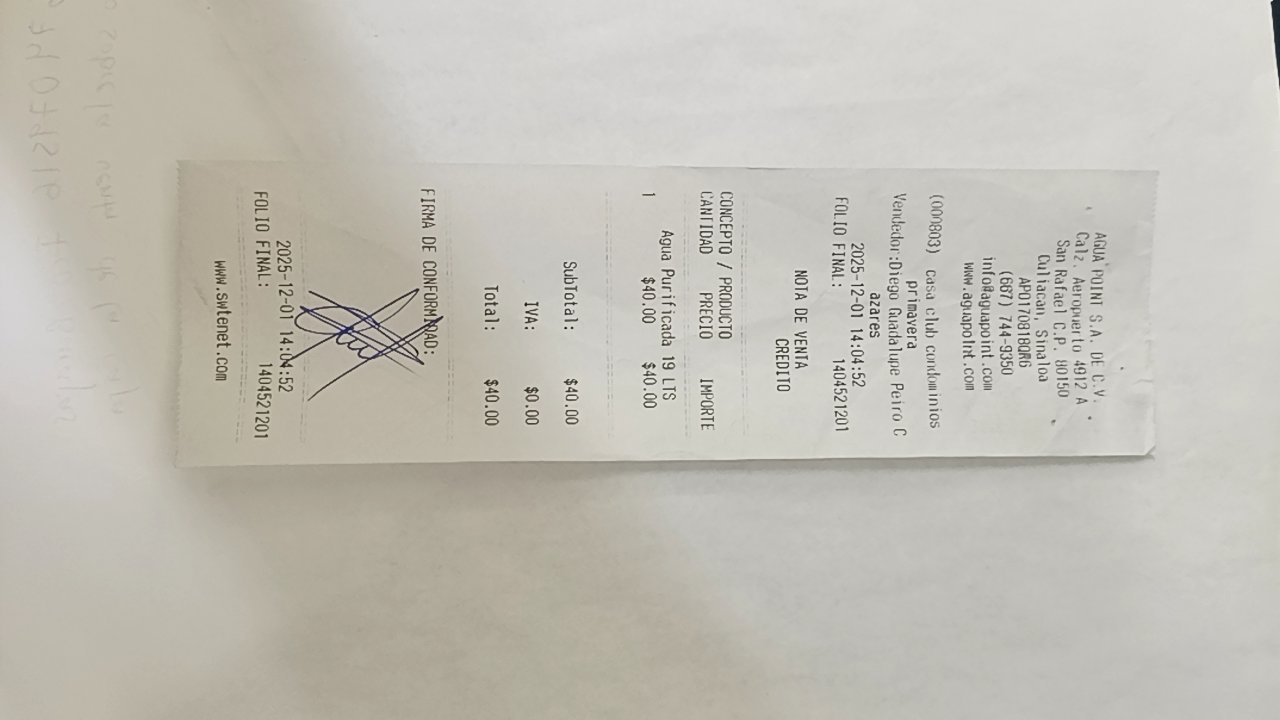 AGUA POINT S.A. DE C.V.
Calz. Aeropuerto 4912 A
San Rafael C.P. 80150
Culiacan, Sinaloa
APO170818QR6
(667) 744-9350
info@aguapoint.com
www.aguapoint.com
(000803) casa club condominios
primavera
Vendedor:Diego Guadalupe Peiro C
azares
2025-12-01 14:04:52
FOLIO FINAL: 1404521201
NOTA DE VENTA
CREDITO
CONCEPTO / PRODUCTO
CANTIDAD PRECIO IMPORTE
Agua Purificada 19 LTS
1 $40.00 $40.00
SubTotal: $40.00
IVA: $0.00
Total: $40.00
FIRMA DE CONFORMIDAD:
2025-12-01 14:04:52
FOLIO FINAL: 1404521201
www.swtenet.com